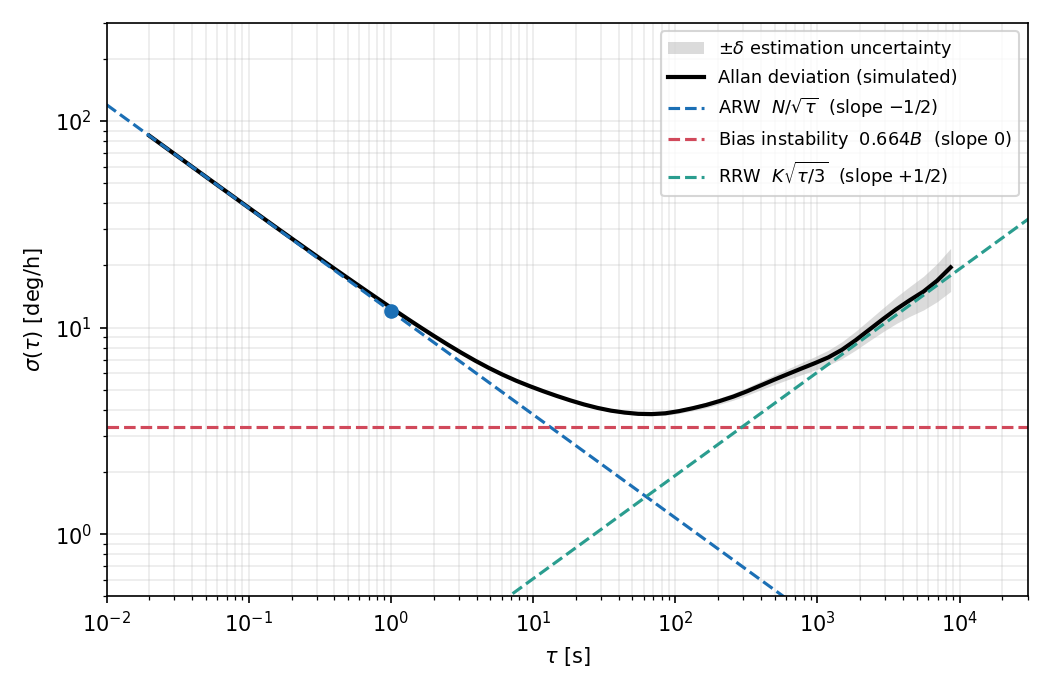 ±δ estimation uncertainty
Allan deviation (simulated)
ARW N/√τ (slope −1/2)
Bias instability 0.664B (slope 0)
RRW K√τ/3 (slope +1/2)
σ(τ) [deg/h]
10²
10¹
10⁰
10⁻² 10⁻¹ 10⁰ 10¹ 10² 10³ 10⁴
τ [s]